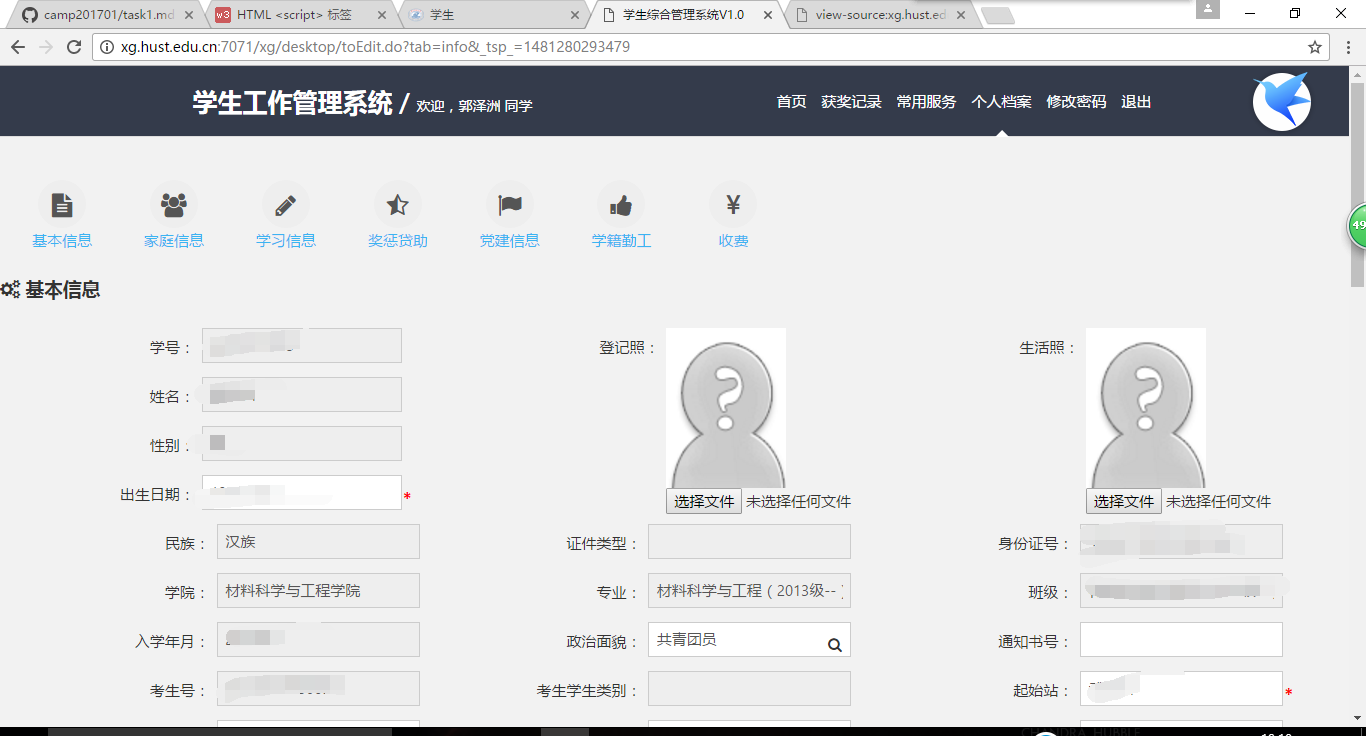 camp201701/task1.md
HTML <script> 标签
学生
学生综合管理系统V1.0
view-source:xg.hust.ed
xg.hust.edu.cn:7071/xg/desktop/toEdit.do?tab=info&_tsp_=1481280293479
学生工作管理系统 / 欢迎，郭泽洲 同学
首页 获奖记录 常用服务 个人档案 修改密码 退出
基本信息 家庭信息 学习信息 奖惩贷助 党建信息 学籍勤工 收费
49
基本信息
学号： 登记照： 生活照：
姓名：
性别：
出生日期： *
选择文件 未选择任何文件 选择文件 未选择任何文件
民族： 汉族 证件类型： 身份证号：
学院： 材料科学与工程学院 专业： 材料科学与工程（2013级-- 班级：
入学年月： 政治面貌： 共青团员 通知书号：
考生号： 考生学生类别： 起始站： *